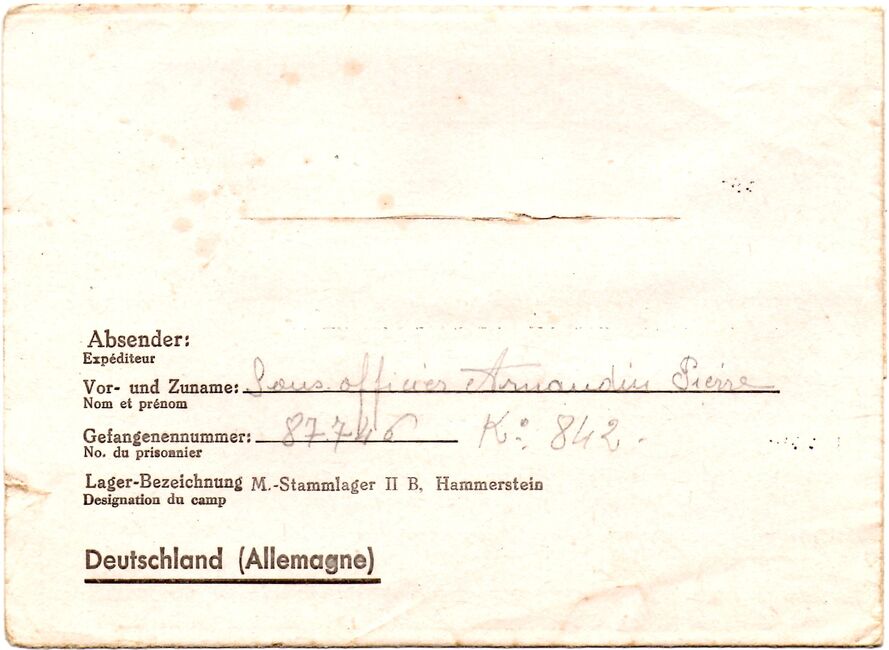 Absender:
Expéditeur
Vor- und Zuname: Sous officier Arnaudin Pierre
Nom et prénom
Gefangenennummer: 87746 K° 842.
No. du prisonnier
Lager-Bezeichnung M.-Stammlager II B, Hammerstein
Designation du camp
Deutschland (Allemagne)